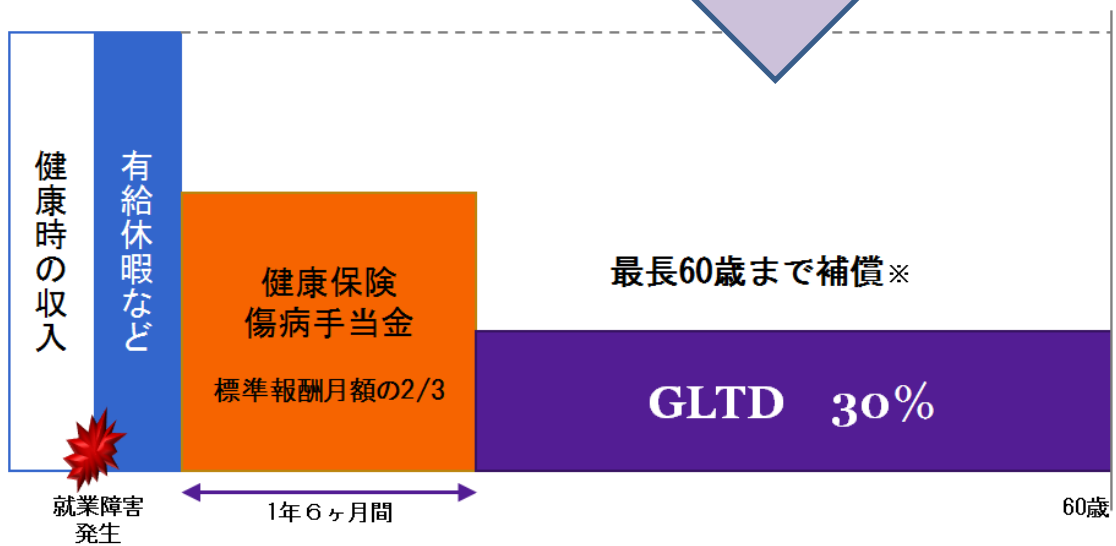 健康時の収入
有給休暇など
健康保険
傷病手当金
標準報酬月額の2/3
最長60歳まで補償※
GLTD 30%
就業障害
発生
1年６ヶ月間
60歳